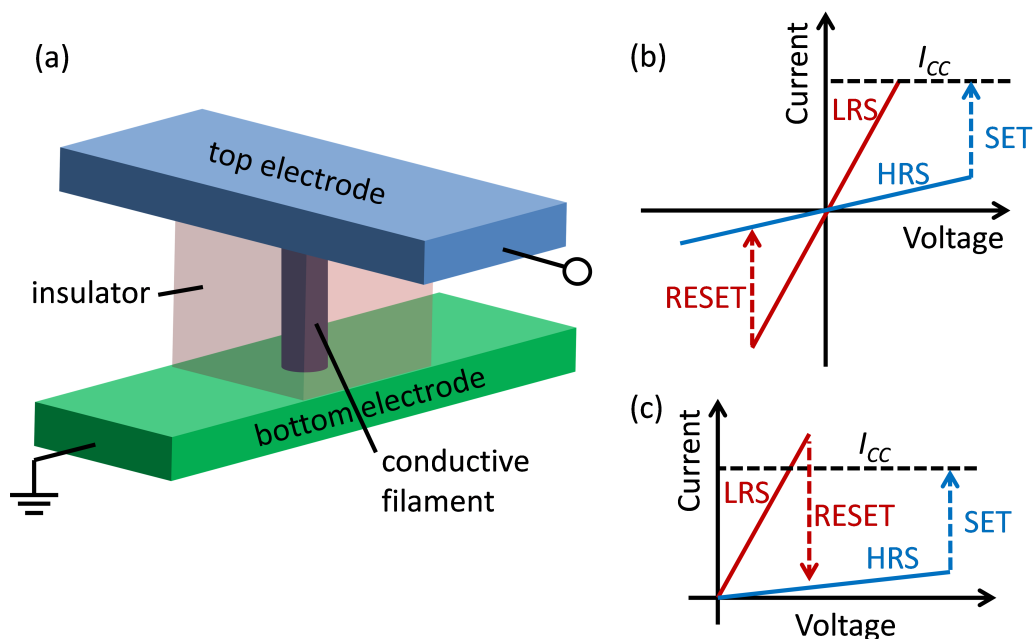 (a)
top electrode
insulator
bottom electrode
conductive
filament
(b)
Current
I_CC
LRS
SET
HRS
Voltage
RESET
(c)
Current
I_CC
LRS
RESET
SET
HRS
Voltage